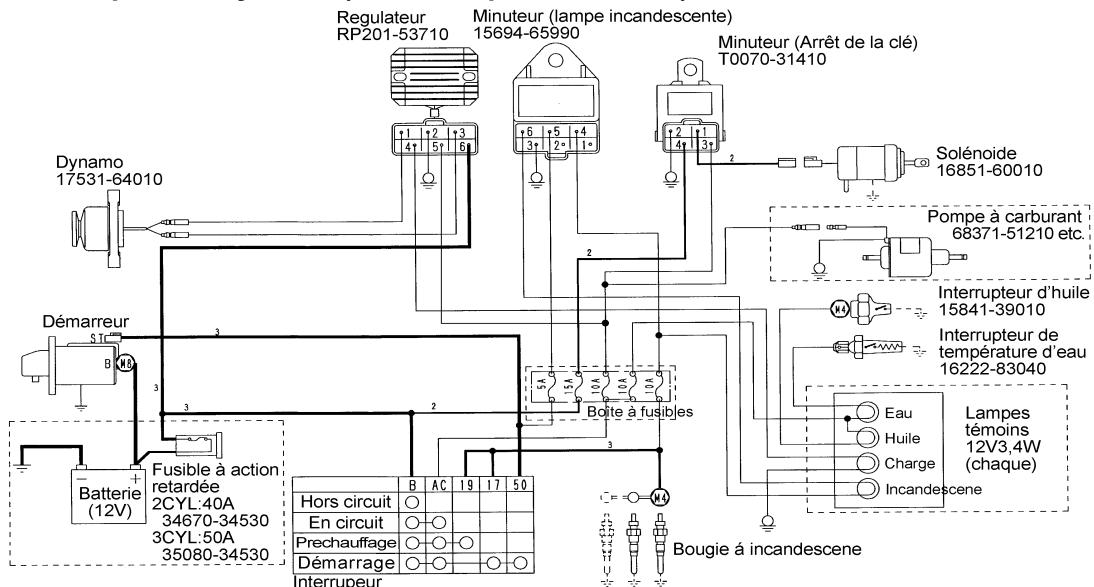 Regulateur
RP201-53710
Minuteur (lampe incandescente)
15694-65990
Minuteur (Arrêt de la clé)
T0070-31410
1 2 3
4 5 6
6 5 4
3 2 1
2 1
4 3
2
Dynamo
17531-64010
Solénoide
16851-60010
Pompe à carburant
68371-51210 etc.
2
Interrupteur d'huile
15841-39010
M4
Interrupteur de
température d'eau
16222-83040
Démarreur
ST
B
M8
3
3
3
3
2
5A
15A
10A
10A
10A
Boîte à fusibles
3
Eau
Huile
Charge
Incandescene
Lampes
témoins
12V3,4W
(chaque)
Fusible à action
retardée
2CYL:40A
34670-34530
3CYL:50A
35080-34530
- +
Batterie
(12V)
B AC 19 17 50
Hors circuit
En circuit
Prechauffage
Démarrage
Interrupeur
M4
Bougie á incandescene